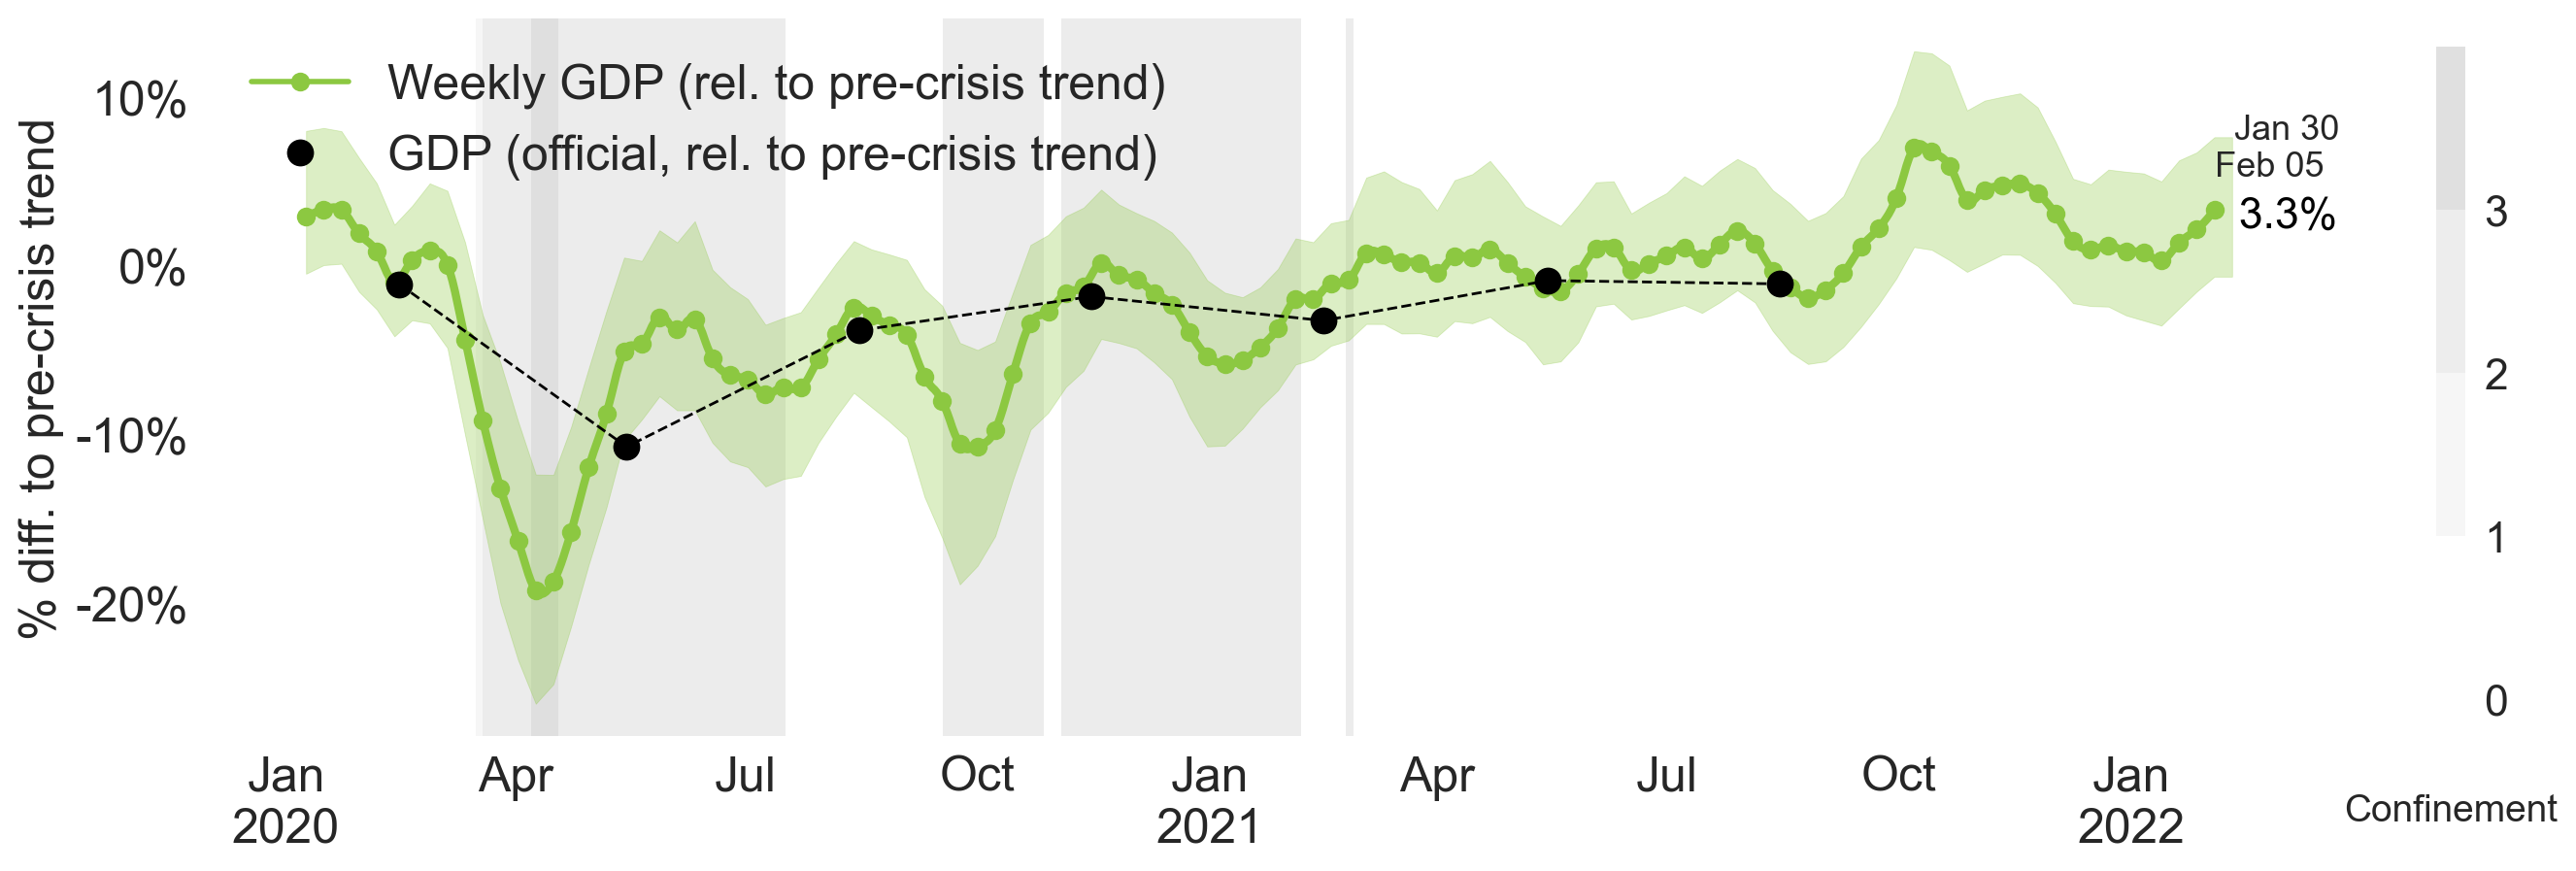 Weekly GDP (rel. to pre-crisis trend)
GDP (official, rel. to pre-crisis trend)
% diff. to pre-crisis trend
10%
0%
-10%
-20%
Jan 30
Feb 05
3.3%
3
2
1
0
Jan Apr Jul Oct Jan Apr Jul Oct Jan
2020 2021 2022
Confinement